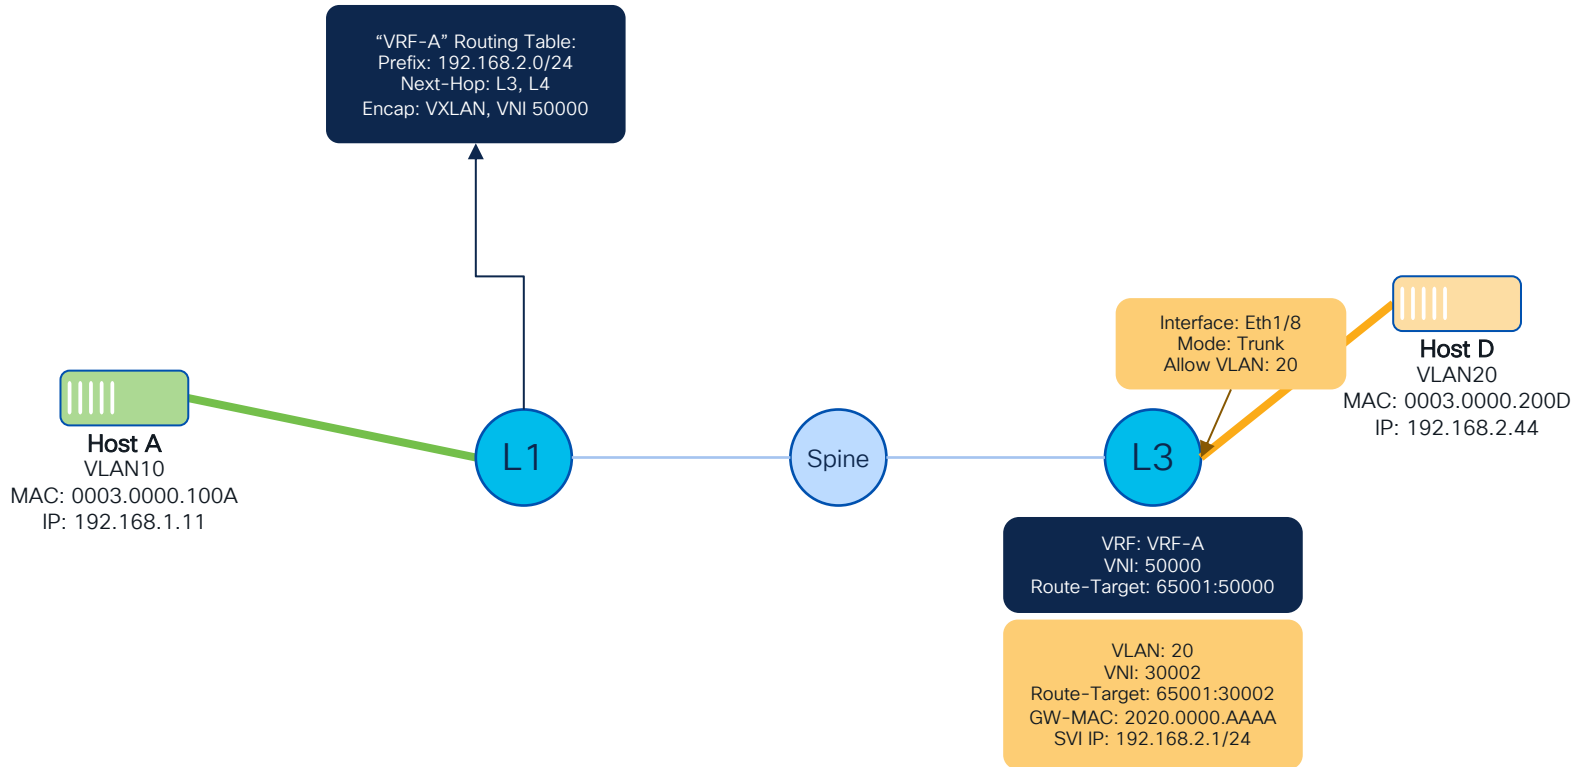 “VRF-A” Routing Table:
Prefix: 192.168.2.0/24
Next-Hop: L3, L4
Encap: VXLAN, VNI 50000
Interface: Eth1/8
Mode: Trunk
Allow VLAN: 20
Host D
VLAN20
MAC: 0003.0000.200D
IP: 192.168.2.44
Host A
VLAN10
MAC: 0003.0000.100A
IP: 192.168.1.11
L1
Spine
L3
VRF: VRF-A
VNI: 50000
Route-Target: 65001:50000
VLAN: 20
VNI: 30002
Route-Target: 65001:30002
GW-MAC: 2020.0000.AAAA
SVI IP: 192.168.2.1/24